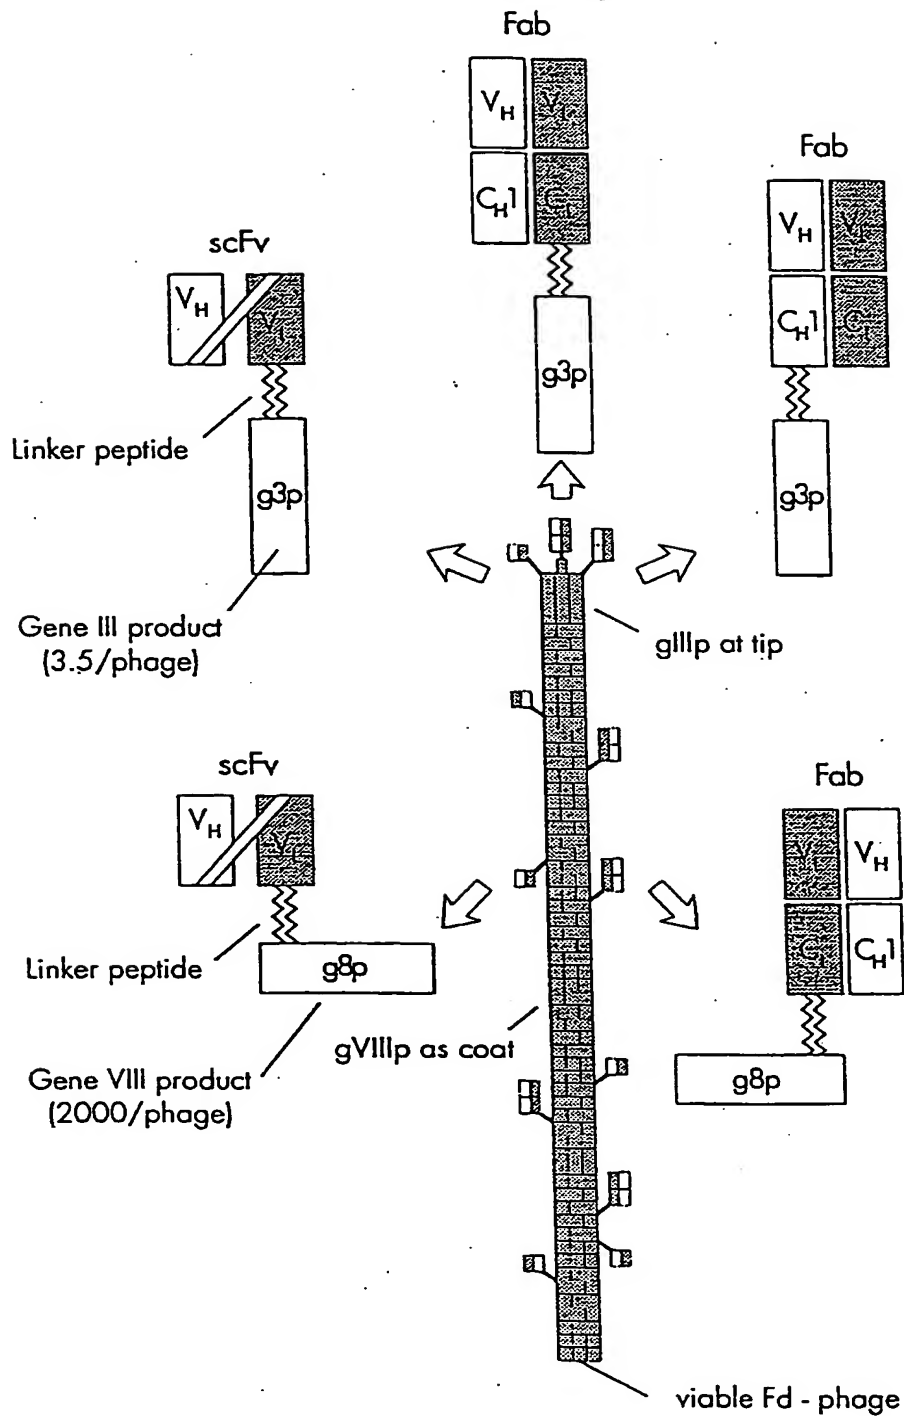 Fab
V_H V_L
C_H1 C_L
g3p
Fab
V_H V_L
C_H1 C_L
g3p
scFv
V_H V_L
Linker peptide
g3p
Gene III product
(3.5/phage)
gIIIp at tip
scFv
V_H V_L
Linker peptide
g8p
gVIIIp as coat
Gene VIII product
(2000/phage)
Fab
V_L V_H
C_L C_H1
g8p
viable Fd - phage